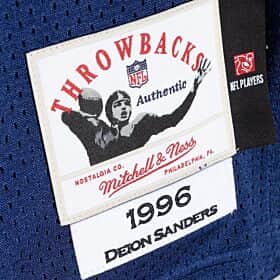 THROWBACKS
NFL
Authentic
NOSTALGIA CO.
Mitchell & Ness
PHILADELPHIA, PA.
1996
DEION SANDERS
NFL PLAYERS